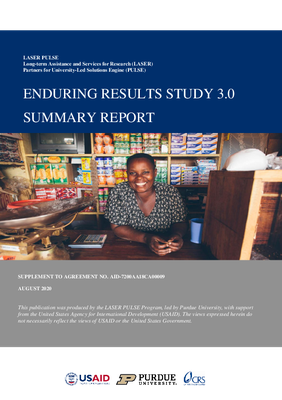 LASER PULSE
Long-term Assistance and Services for Research (LASER)
Partners for University-Led Solutions Engine (PULSE)
ENDURING RESULTS STUDY 3.0
SUMMARY REPORT
SUPPLEMENT TO AGREEMENT NO. AID-7200AA18CA00009
AUGUST 2020
This publication was produced by the LASER PULSE Program, led by Purdue University, with support
from the United States Agency for International Development (USAID). The views expressed herein do
not necessarily reflect the views of USAID or the United States Government.
USAID
PURDUE
UNIVERSITY
CRS